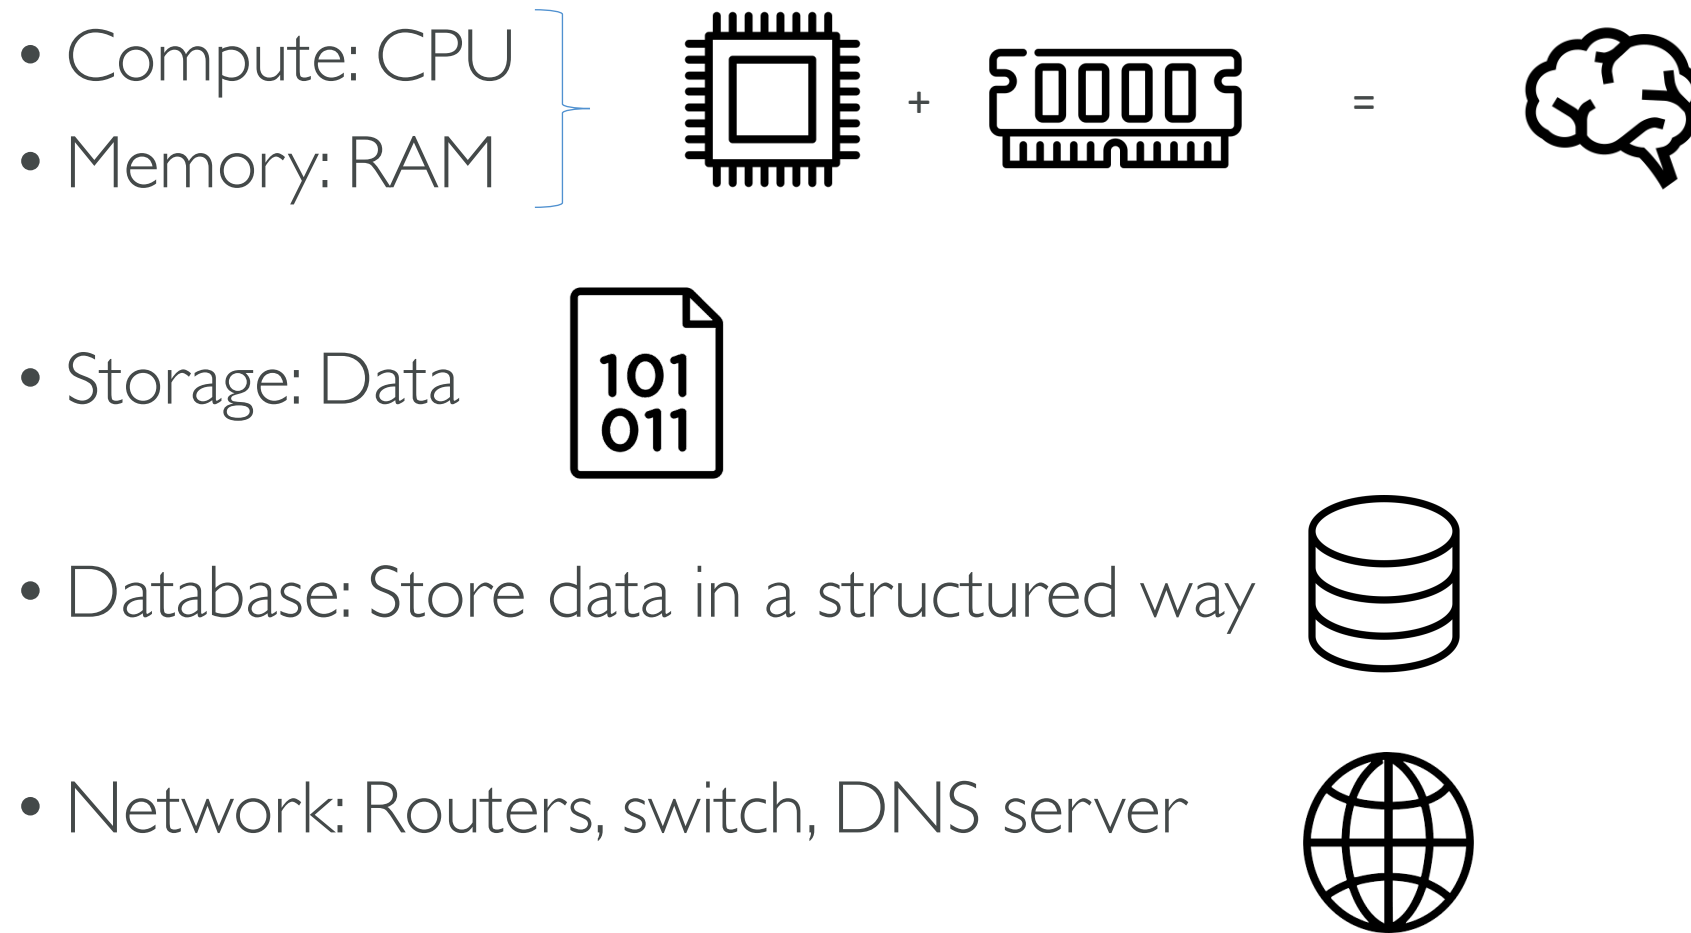 • Compute: CPU
+
=
• Memory: RAM
• Storage: Data
101
011
• Database: Store data in a structured way
• Network: Routers, switch, DNS server